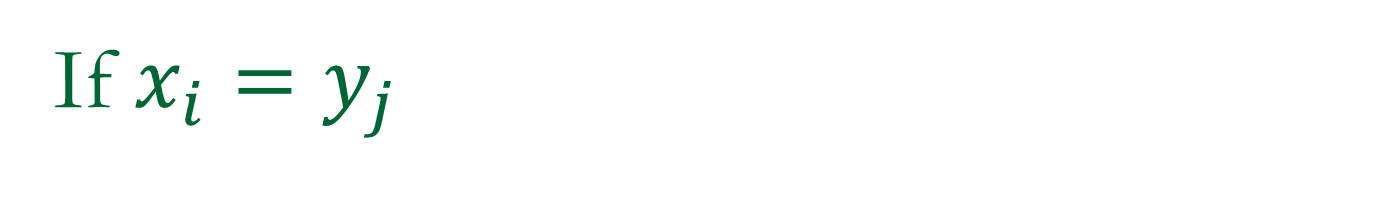 If xᵢ = yⱼ